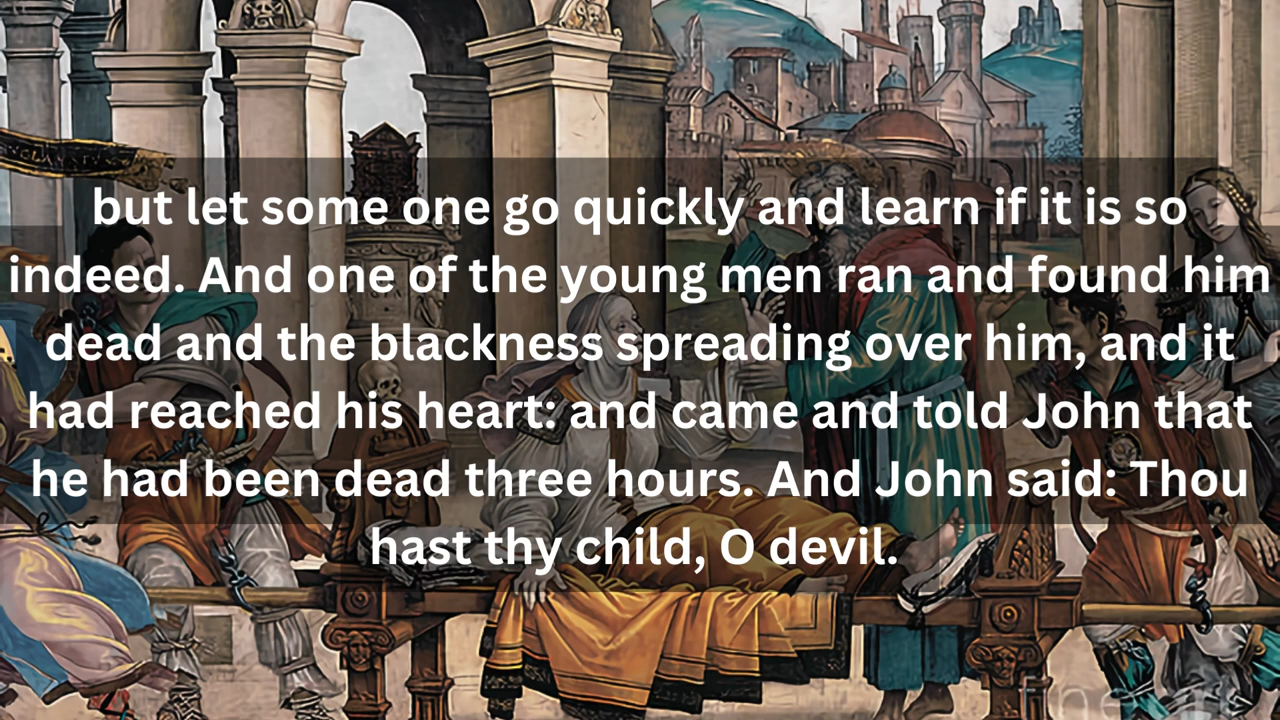 but let some one go quickly and learn if it is so
indeed. And one of the young men ran and found him
dead and the blackness spreading over him, and it
had reached his heart: and came and told John that
he had been dead three hours. And John said: Thou
hast thy child, O devil.